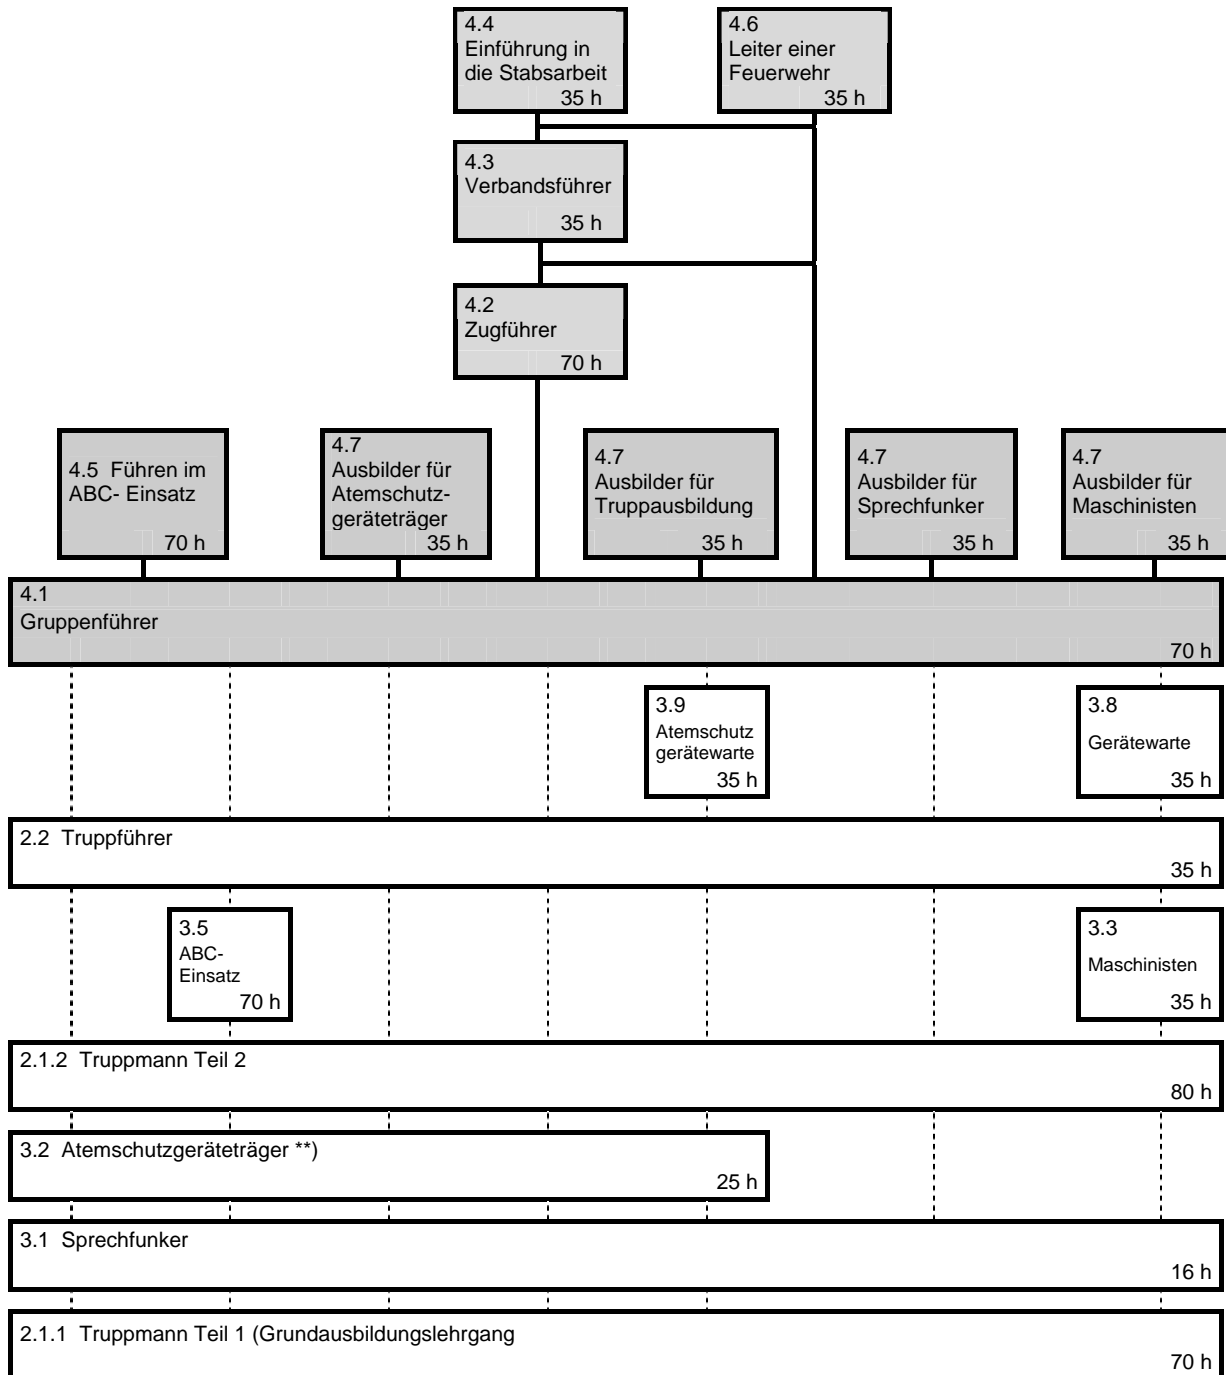 4.4
Einführung in
die Stabsarbeit
35 h
4.6
Leiter einer
Feuerwehr
35 h
4.3
Verbandsführer
35 h
4.2
Zugführer
70 h
4.5 Führen im
ABC- Einsatz
70 h
4.7
Ausbilder für
Atemschutz-
geräteträger
35 h
4.7
Ausbilder für
Truppausbildung
35 h
4.7
Ausbilder für
Sprechfunker
35 h
4.7
Ausbilder für
Maschinisten
35 h
4.1
Gruppenführer
70 h
3.9
Atemschutz
gerätewarte
35 h
3.8
Gerätewarte
35 h
2.2 Truppführer
35 h
3.5
ABC-
Einsatz
70 h
3.3
Maschinisten
35 h
2.1.2 Truppmann Teil 2
80 h
3.2 Atemschutzgeräteträger **)
25 h
3.1 Sprechfunker
16 h
2.1.1 Truppmann Teil 1 (Grundausbildungslehrgang
70 h